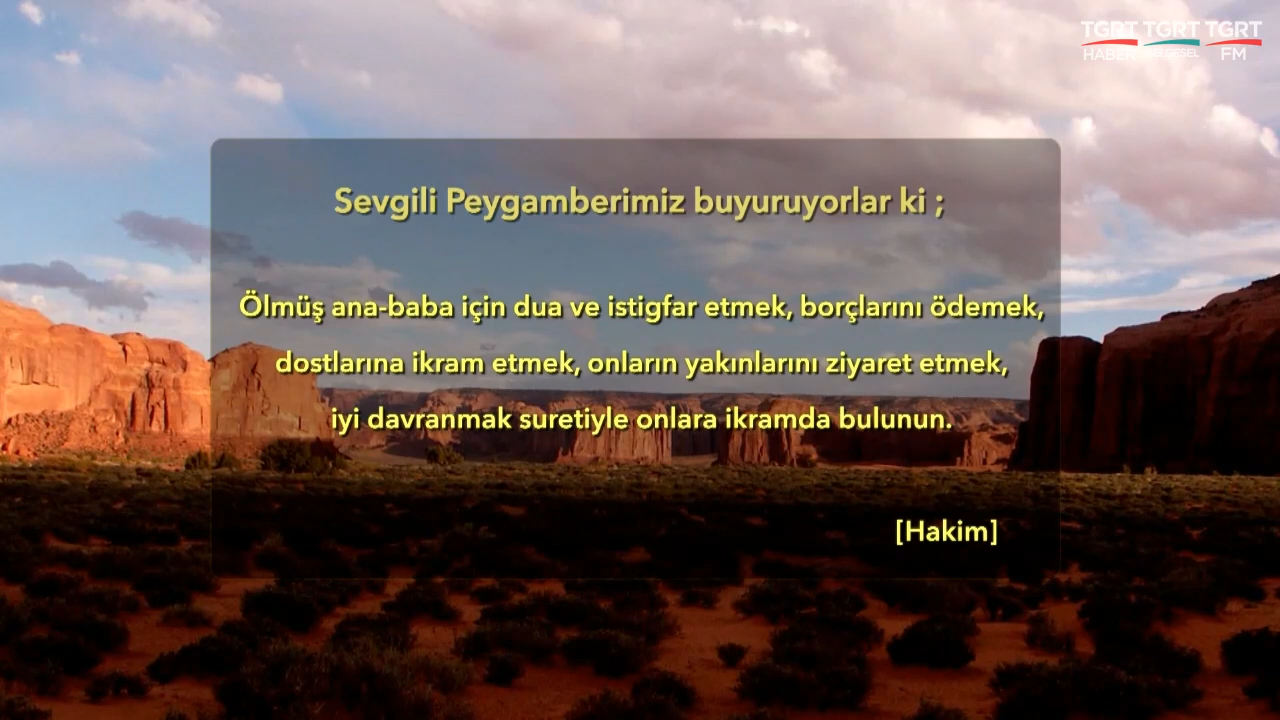 TGRT TGRT TGRT
HABER BELGESEL FM
Sevgili Peygamberimiz buyuruyorlar ki ;
Ölmüş ana-baba için dua ve istigfar etmek, borçlarını ödemek,
dostlarına ikram etmek, onların yakınlarını ziyaret etmek,
iyi davranmak suretiyle onlara ikramda bulunun.
[Hakim]